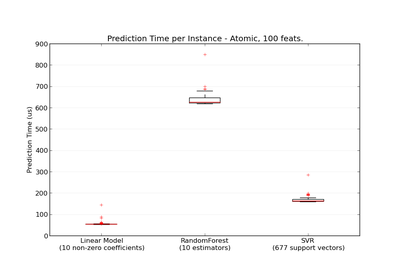 Prediction Time per Instance - Atomic, 100 feats.
900
800
700
600
500
400
300
200
100
0
Prediction Time (us)
Linear Model
(10 non-zero coefficients)
RandomForest
(10 estimators)
SVR
(677 support vectors)